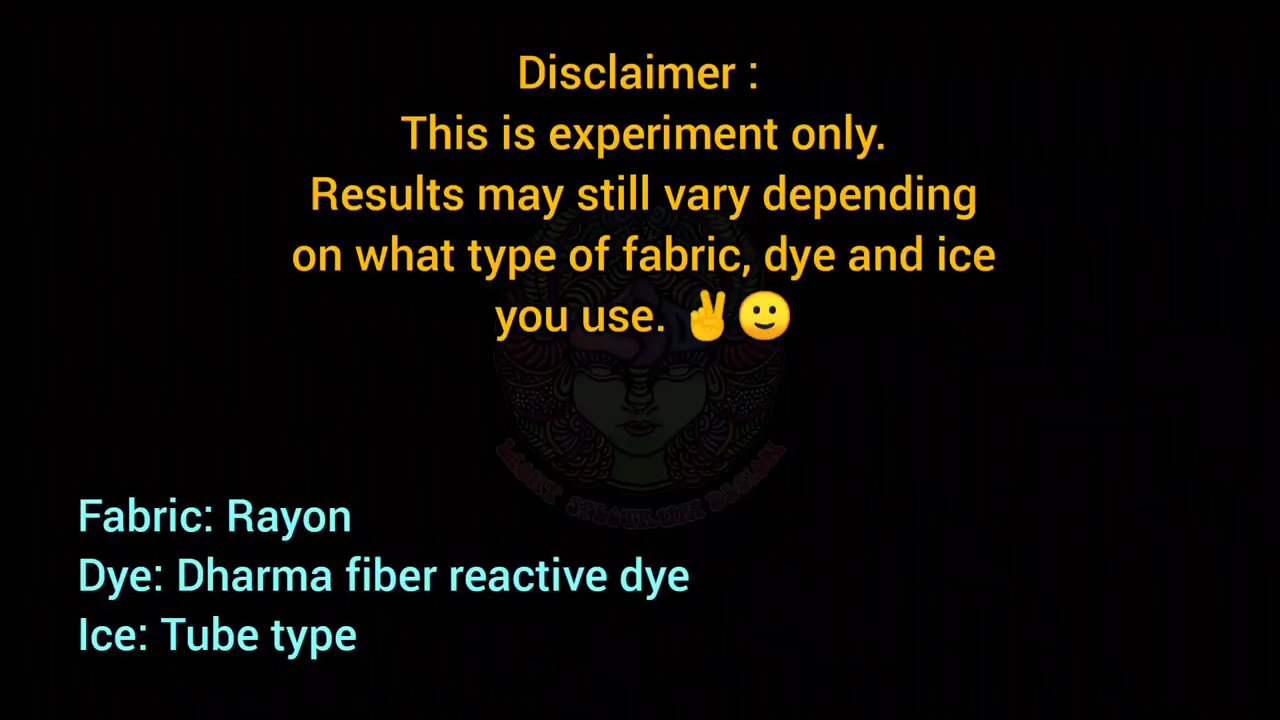 Disclaimer :
This is experiment only.
Results may still vary depending
on what type of fabric, dye and ice
you use. ✌️🙂
Fabric: Rayon
Dye: Dharma fiber reactive dye
Ice: Tube type